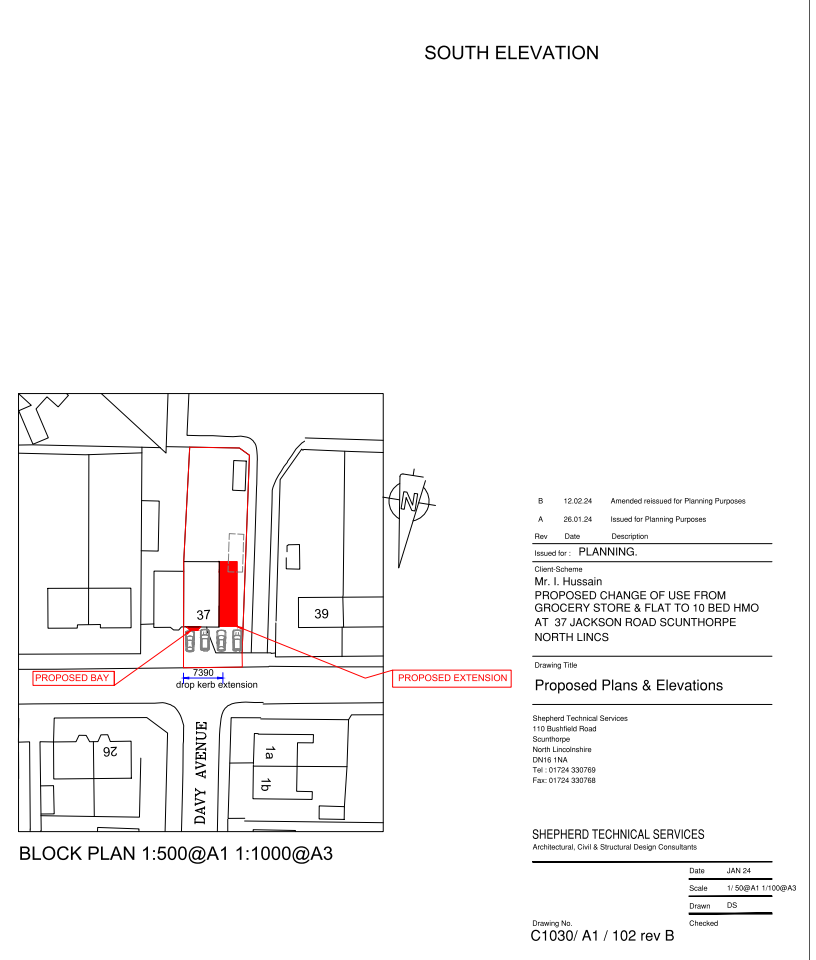 SOUTH ELEVATION
N
37
39
PROPOSED BAY
PROPOSED EXTENSION
7390
drop kerb extension
26
DAVY AVENUE
1a
1b
BLOCK PLAN 1:500@A1 1:1000@A3
B 12.02.24 Amended reissued for Planning Purposes
A 26.01.24 Issued for Planning Purposes
Rev Date Description
Issued for : PLANNING.
Client-Scheme
Mr. I. Hussain
PROPOSED CHANGE OF USE FROM
GROCERY STORE & FLAT TO 10 BED HMO
AT 37 JACKSON ROAD SCUNTHORPE
NORTH LINCS
Drawing Title
Proposed Plans & Elevations
Shepherd Technical Services
110 Bushfield Road
Scunthorpe
North Lincolnshire
DN16 1NA
Tel : 01724 330769
Fax: 01724 330768
SHEPHERD TECHNICAL SERVICES
Architectural, Civil & Structural Design Consultants
Date JAN 24
Scale 1/ 50@A1 1/100@A3
Drawn DS
Checked
Drawing No.
C1030/ A1 / 102 rev B